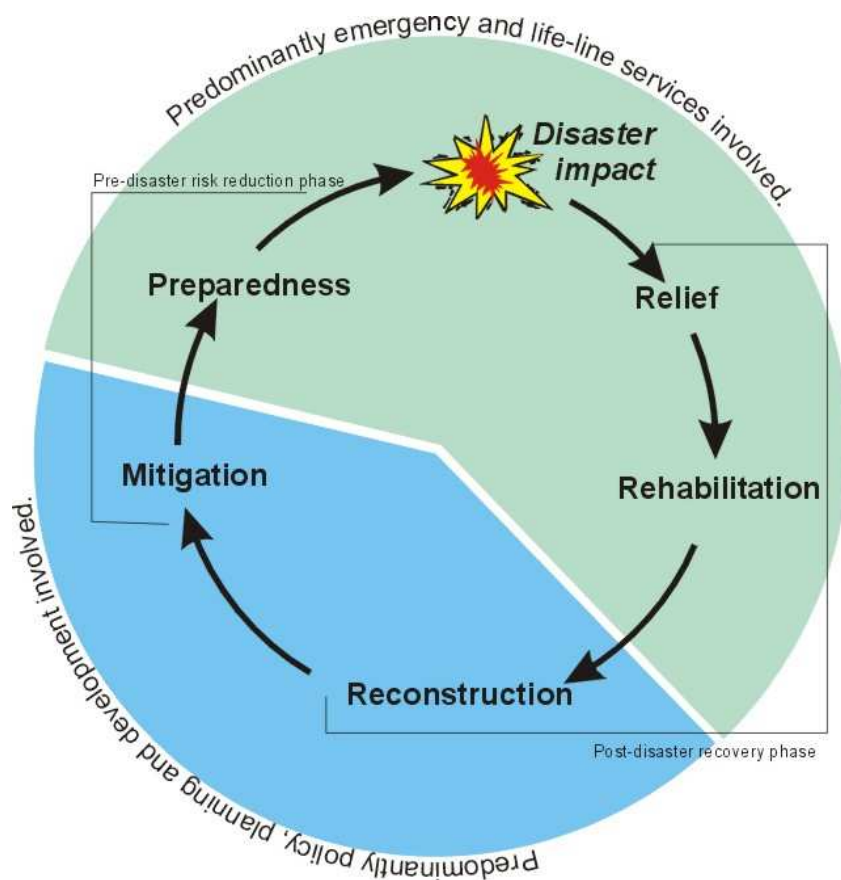 Predominantly emergency and life-line services involved.
Disaster
impact
Pre-disaster risk reduction phase
Preparedness
Relief
Mitigation
Rehabilitation
Reconstruction
Post-disaster recovery phase
Predominantly policy, planning and development involved.